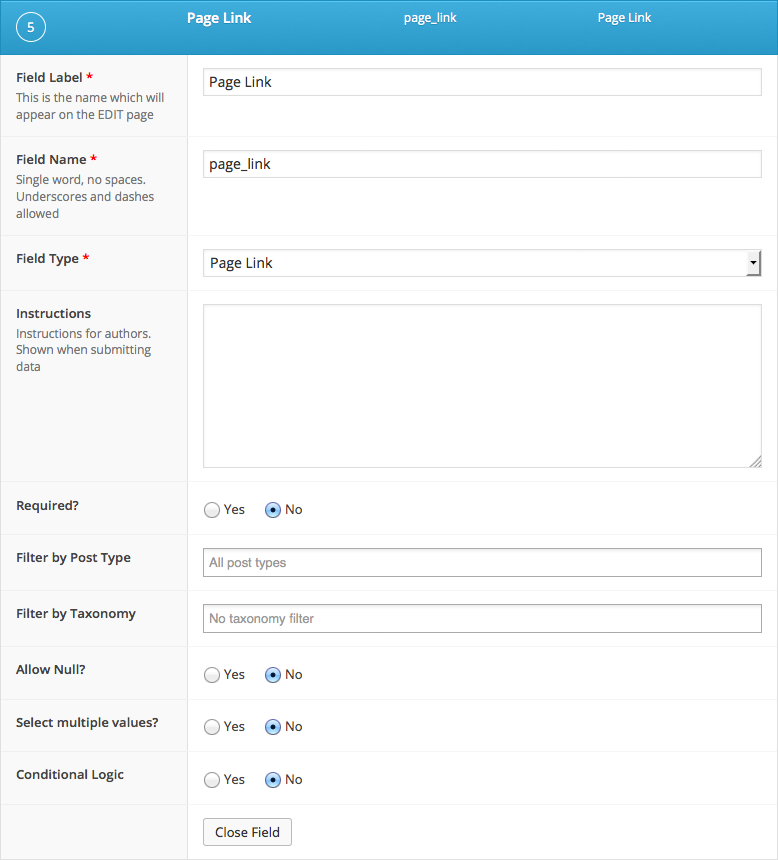 5 Page Link page_link Page Link
Field Label * Page Link
This is the name which will
appear on the EDIT page
Field Name * page_link
Single word, no spaces.
Underscores and dashes
allowed
Field Type * Page Link
Instructions
Instructions for authors.
Shown when submitting
data
Required? Yes No
Filter by Post Type All post types
Filter by Taxonomy No taxonomy filter
Allow Null? Yes No
Select multiple values? Yes No
Conditional Logic Yes No
Close Field